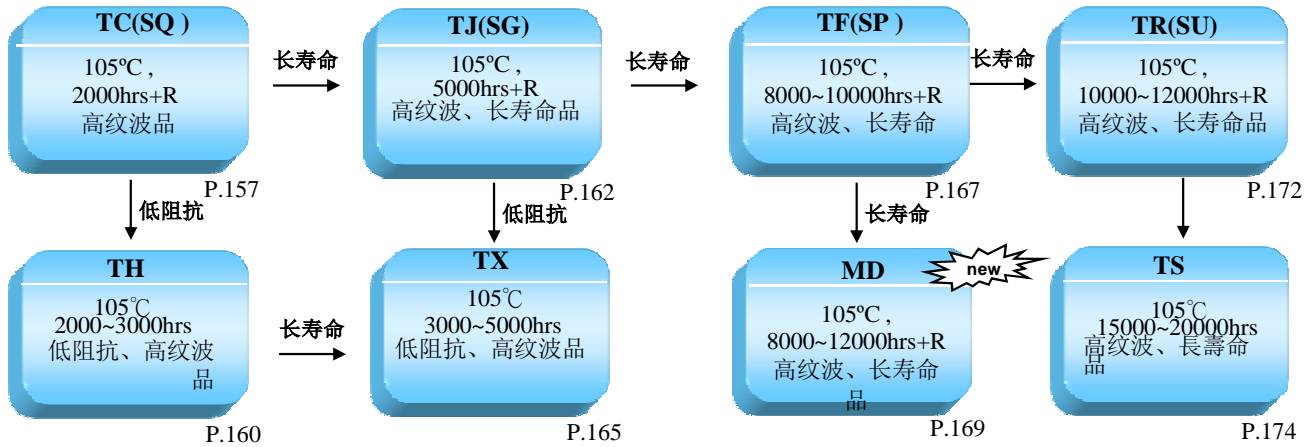 TC(SQ )
105ºC ,
2000hrs+R
高纹波品
P.157
长寿命
TJ(SG)
105ºC ,
5000hrs+R
高纹波、长寿命品
P.162
长寿命
TF(SP )
105ºC ,
8000~10000hrs+R
高纹波、长寿命
P.167
长寿命
TR(SU)
105ºC ,
10000~12000hrs+R
高纹波、长寿命品
P.172
低阻抗
低阻抗
长寿命
TH
105℃
2000~3000hrs
低阻抗、高纹波
品
P.160
长寿命
TX
105℃
3000~5000hrs
低阻抗、高纹波品
P.165
MD
new
105ºC ,
8000~12000hrs+R
高纹波、长寿命
品
P.169
TS
105℃
15000~20000hrs
高纹波、長壽命
品
P.174